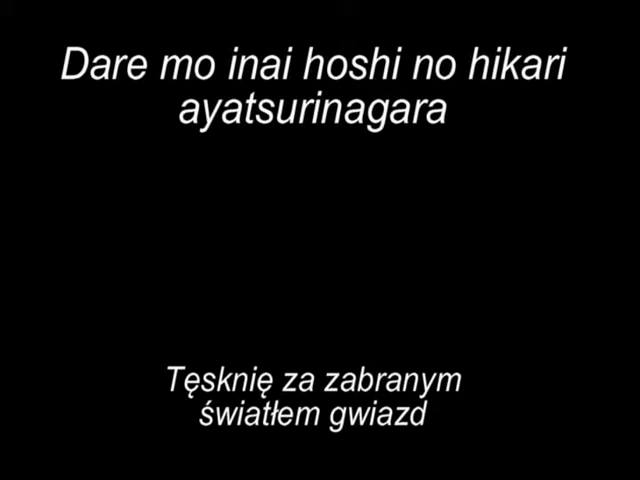 Dare mo inai hoshi no hikari
ayatsurinagara
Tęsknię za zabranym
światłem gwiazd